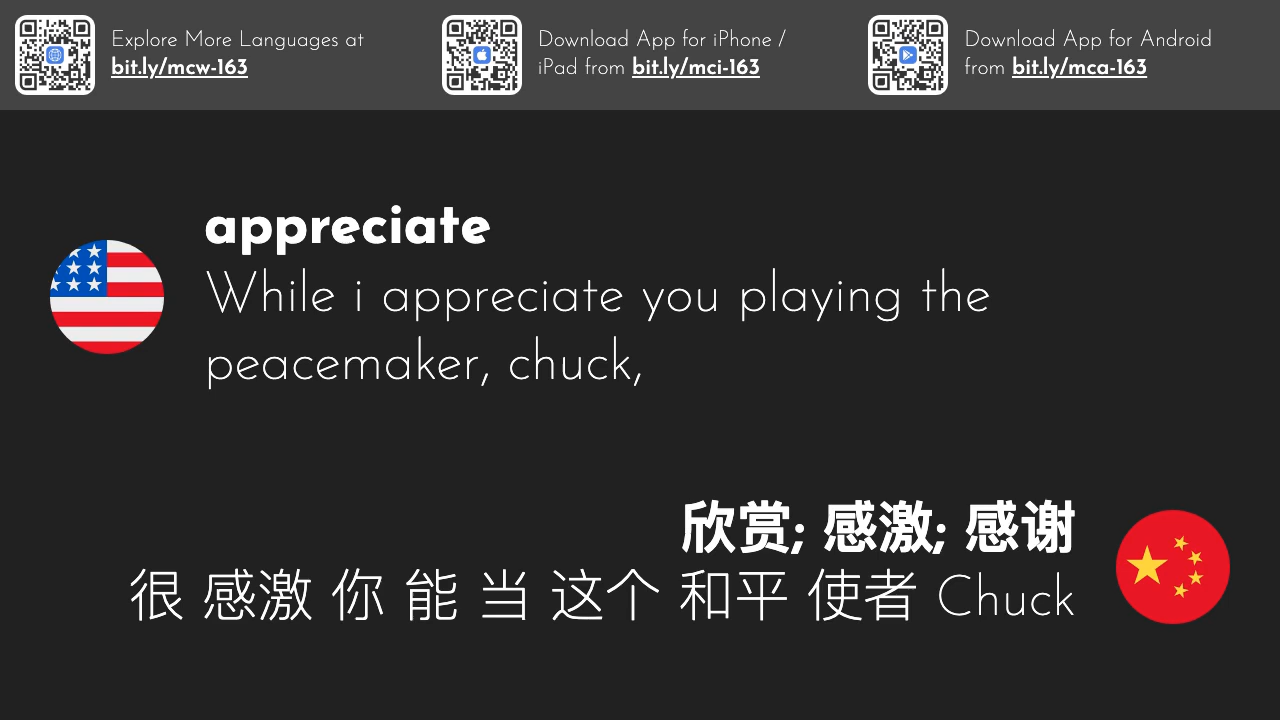 Explore More Languages at
bit.ly/mcw-163
Download App for iPhone /
iPad from bit.ly/mci-163
Download App for Android
from bit.ly/mca-163
appreciate
While i appreciate you playing the
peacemaker, chuck,
欣赏; 感激; 感谢
很 感激 你 能 当 这个 和平 使者 Chuck